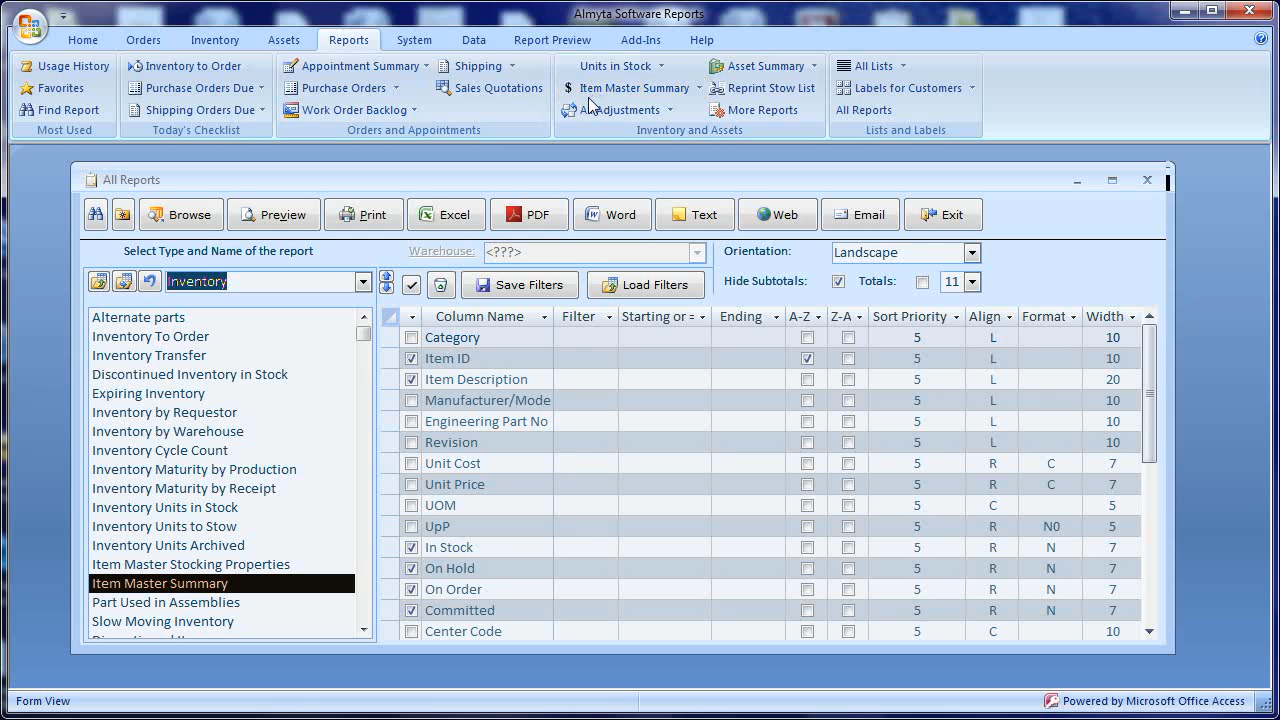 Almyta Software Reports
Home Orders Inventory Assets Reports System Data Report Preview Add-Ins Help
Usage History Inventory to Order Appointment Summary Shipping Units in Stock Asset Summary All Lists
Favorites Purchase Orders Due Purchase Orders Sales Quotations $ Item Master Summary Reprint Stow List Labels for Customers
Find Report Shipping Orders Due Work Order Backlog Adjustments More Reports All Reports
Most Used Today's Checklist Orders and Appointments Inventory and Assets Lists and Labels
All Reports
Browse Preview Print Excel PDF Word Text Web Email Exit
Select Type and Name of the report Warehouse: <???> Orientation: Landscape
Inventory Save Filters Load Filters Hide Subtotals: Totals: 11
Alternate parts
Inventory To Order
Inventory Transfer
Discontinued Inventory in Stock
Expiring Inventory
Inventory by Requestor
Inventory by Warehouse
Inventory Cycle Count
Inventory Maturity by Production
Inventory Maturity by Receipt
Inventory Units in Stock
Inventory Units to Stow
Inventory Units Archived
Item Master Stocking Properties
Item Master Summary
Part Used in Assemblies
Slow Moving Inventory
Column Name Filter Starting or = Ending A-Z Z-A Sort Priority Align Format Width
Category 5 L 10
Item ID 5 L 10
Item Description 5 L 20
Manufacturer/Mode 5 L 10
Engineering Part No 5 L 10
Revision 5 L 10
Unit Cost 5 R C 7
Unit Price 5 R C 7
UOM 5 C 5
UpP 5 R N0 5
In Stock 5 R N 7
On Hold 5 R N 7
On Order 5 R N 7
Committed 5 R N 7
Center Code 5 C 10
Form View Powered by Microsoft Office Access